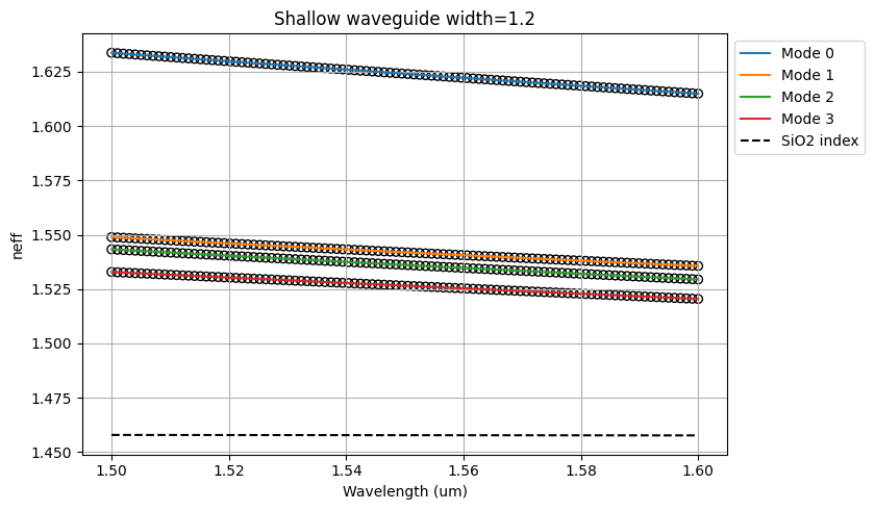 Shallow waveguide width=1.2
Mode 0
Mode 1
Mode 2
Mode 3
SiO2 index
neff
1.625
1.600
1.575
1.550
1.525
1.500
1.475
1.450
1.50 1.52 1.54 1.56 1.58 1.60
Wavelength (um)